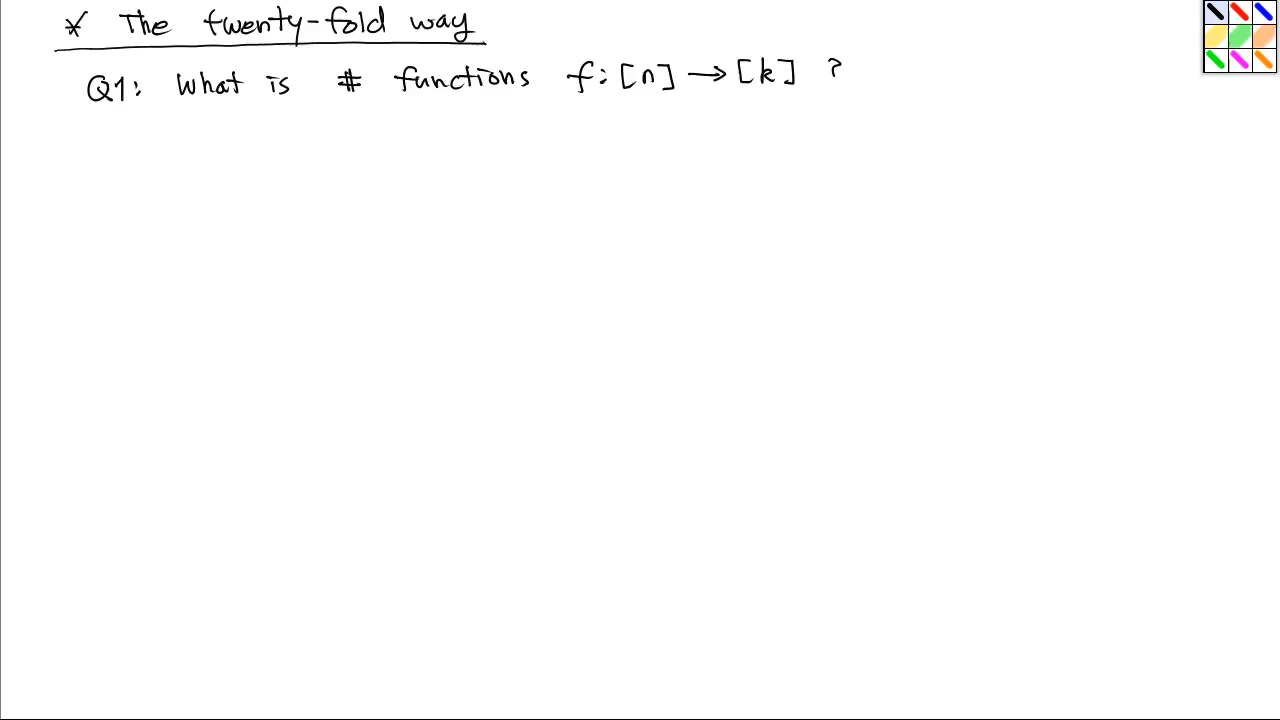 * The twenty-fold way
Q1: What is # functions f: [n] → [k] ?